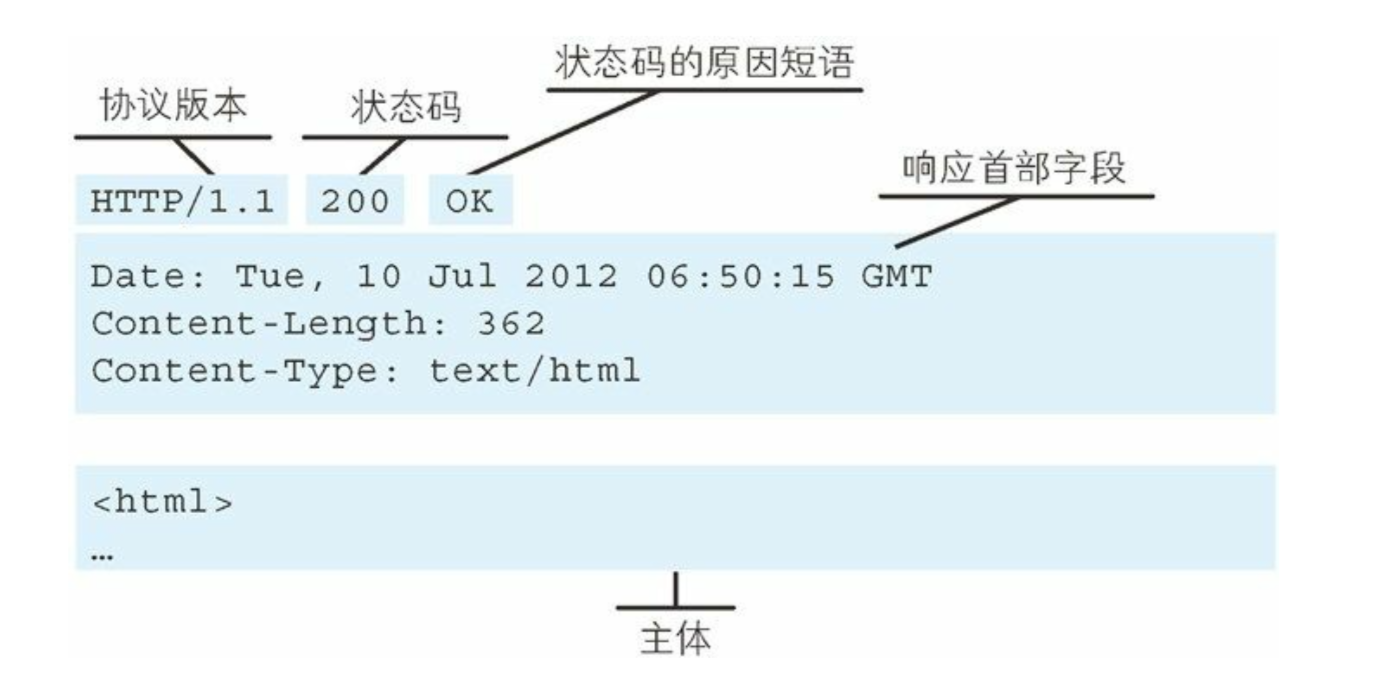 状态码的原因短语
协议版本
状态码
响应首部字段
HTTP/1.1 200 OK
Date: Tue, 10 Jul 2012 06:50:15 GMT
Content-Length: 362
Content-Type: text/html
<html>
…
主体